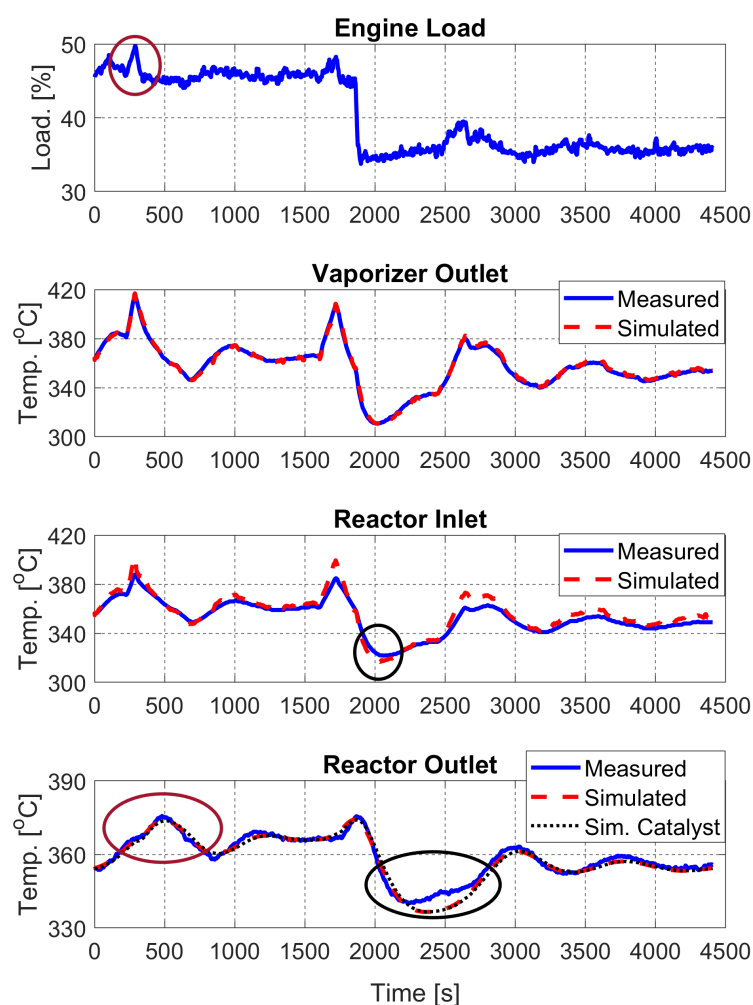 Engine Load
Load. [%]
50
40
30
0 500 1000 1500 2000 2500 3000 3500 4000 4500
Vaporizer Outlet
Temp. [°C]
420
360
340
300
Measured
Simulated
0 500 1000 1500 2000 2500 3000 3500 4000 4500
Reactor Inlet
Temp. [°C]
420
380
340
300
Measured
Simulated
0 500 1000 1500 2000 2500 3000 3500 4000 4500
Reactor Outlet
Temp. [°C]
390
360
330
Measured
Simulated
Sim. Catalyst
0 500 1000 1500 2000 2500 3000 3500 4000 4500
Time [s]